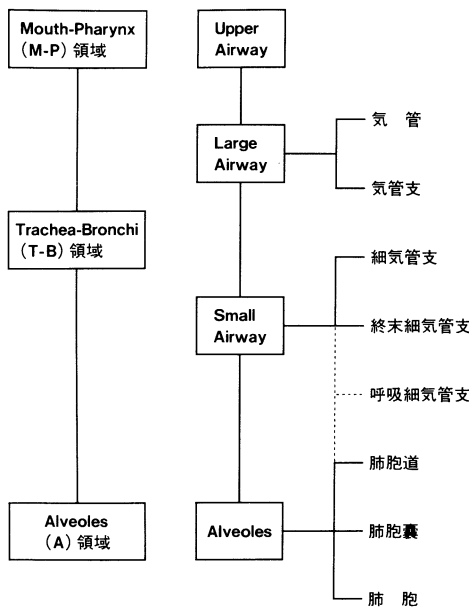 Mouth-Pharynx
(M-P) 領域
Trachea-Bronchi
(T-B) 領域
Alveoles
(A) 領域
Upper
Airway
Large
Airway
Small
Airway
Alveoles
気 管
気管支
細気管支
終末細気管支
呼吸細気管支
肺胞道
肺胞嚢
肺 胞